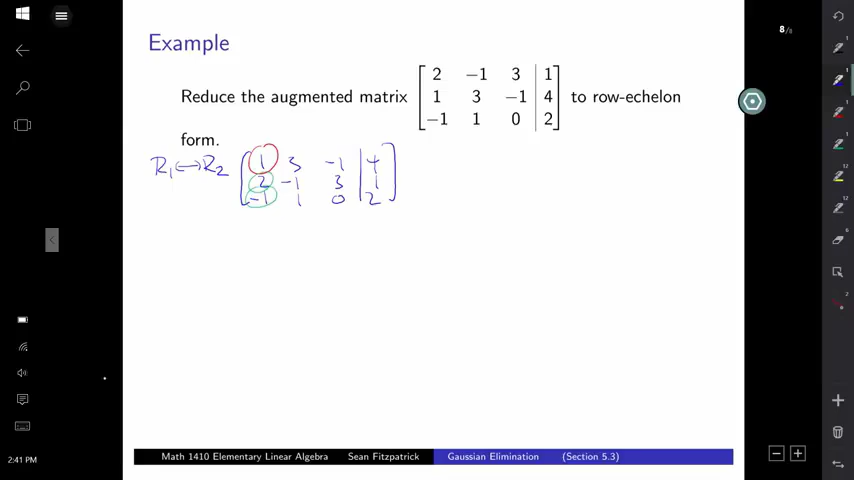 8/8
Example
2 -1 3 1
Reduce the augmented matrix 1 3 -1 4 to row-echelon
-1 1 0 2
form.
R1↔R2 1 3 -1 4
2 -1 3 1
-1 1 0 2
2:41 PM
Math 1410 Elementary Linear Algebra Sean Fitzpatrick Gaussian Elimination (Section 5.3)